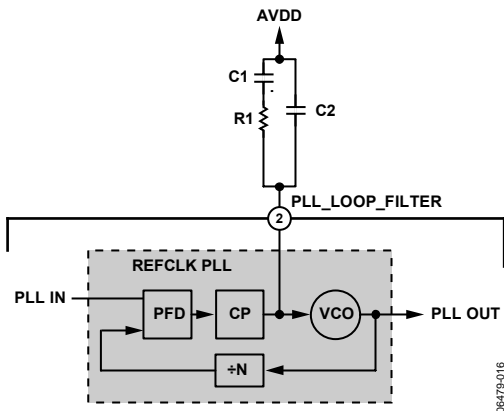 AVDD
C1
R1
C2
PLL_LOOP_FILTER
2
REFCLK PLL
PLL IN
PFD
CP
VCO
PLL OUT
÷N
06479-016